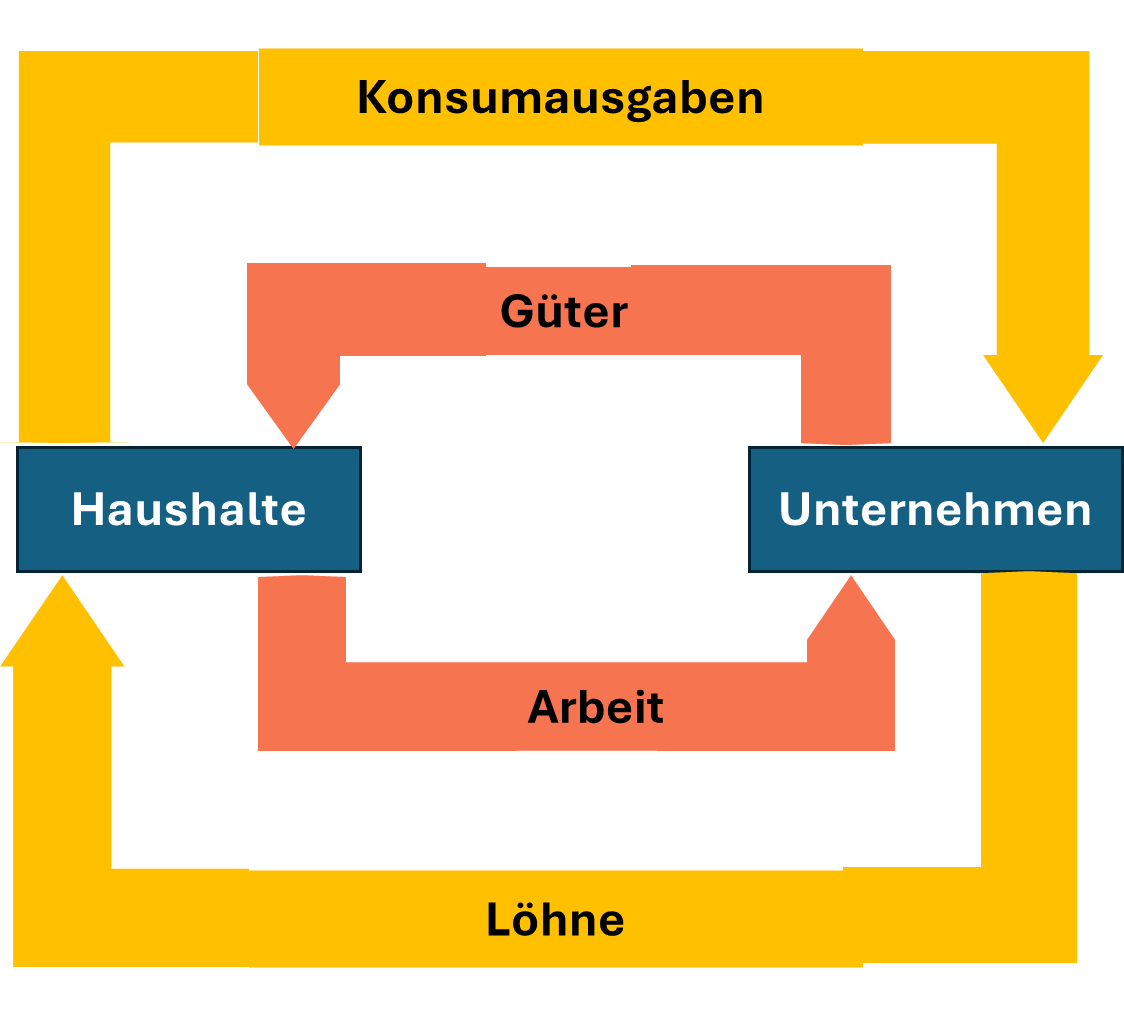 Konsumausgaben
Güter
Haushalte
Unternehmen
Arbeit
Löhne